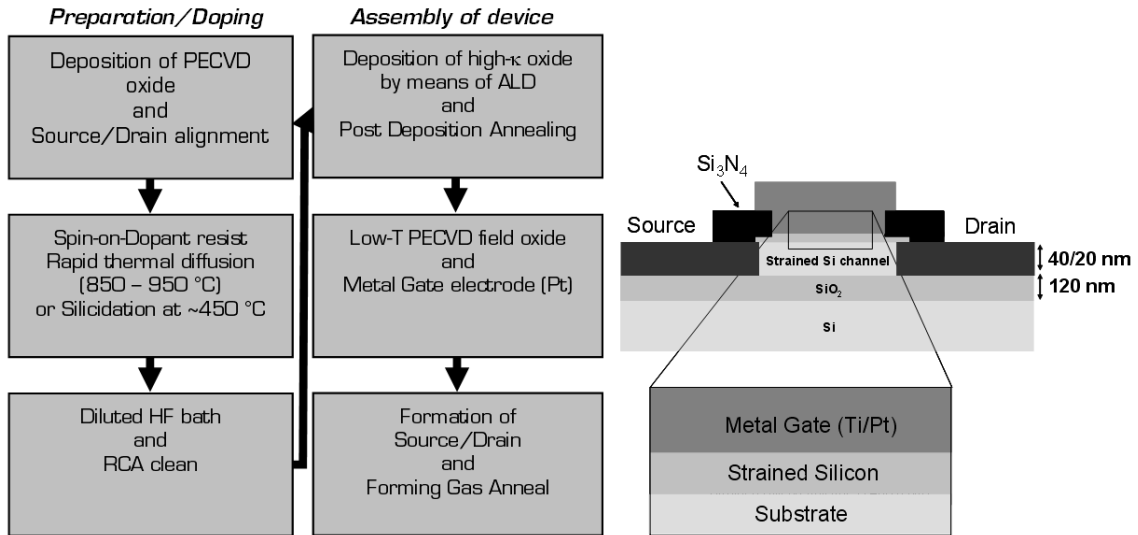 Preparation/Doping
Deposition of PECVD
oxide
and
Source/Drain alignment
Spin-on-Dopant resist
Rapid thermal diffusion
(850 – 950 °C)
or Silicidation at ~450 °C
Diluted HF bath
and
RCA clean
Assembly of device
Deposition of high-κ oxide
by means of ALD
and
Post Deposition Annealing
Low-T PECVD field oxide
and
Metal Gate electrode (Pt)
Formation of
Source/Drain
and
Forming Gas Anneal
Si₃N₄
Source
Drain
Strained Si channel
40/20 nm
SiO₂
120 nm
Si
Metal Gate (Ti/Pt)
Strained Silicon
Substrate